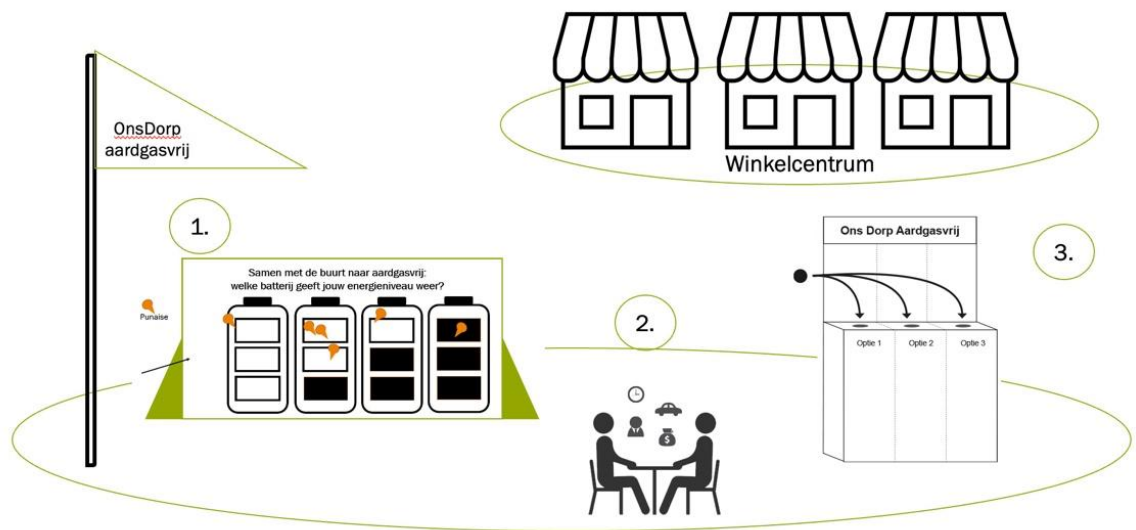 OnsDorp
aardgasvrij
Winkelcentrum
1.
Samen met de buurt naar aardgasvrij:
welke batterij geeft jouw energieniveau weer?
Punaise
2.
$
3.
Ons Dorp Aardgasvrij
Optie 1
Optie 2
Optie 3